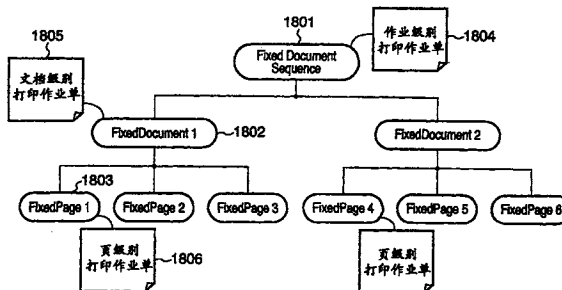 1801
1805
作业级别
打印作业单
1804
Fixed Document
Sequence
文档级别
打印作业单
FixedDocument 1
1802
FixedDocument 2
1803
FixedPage 1
FixedPage 2
FixedPage 3
FixedPage 4
FixedPage 5
FixedPage 6
页级别
打印作业单
1806
页级别
打印作业单